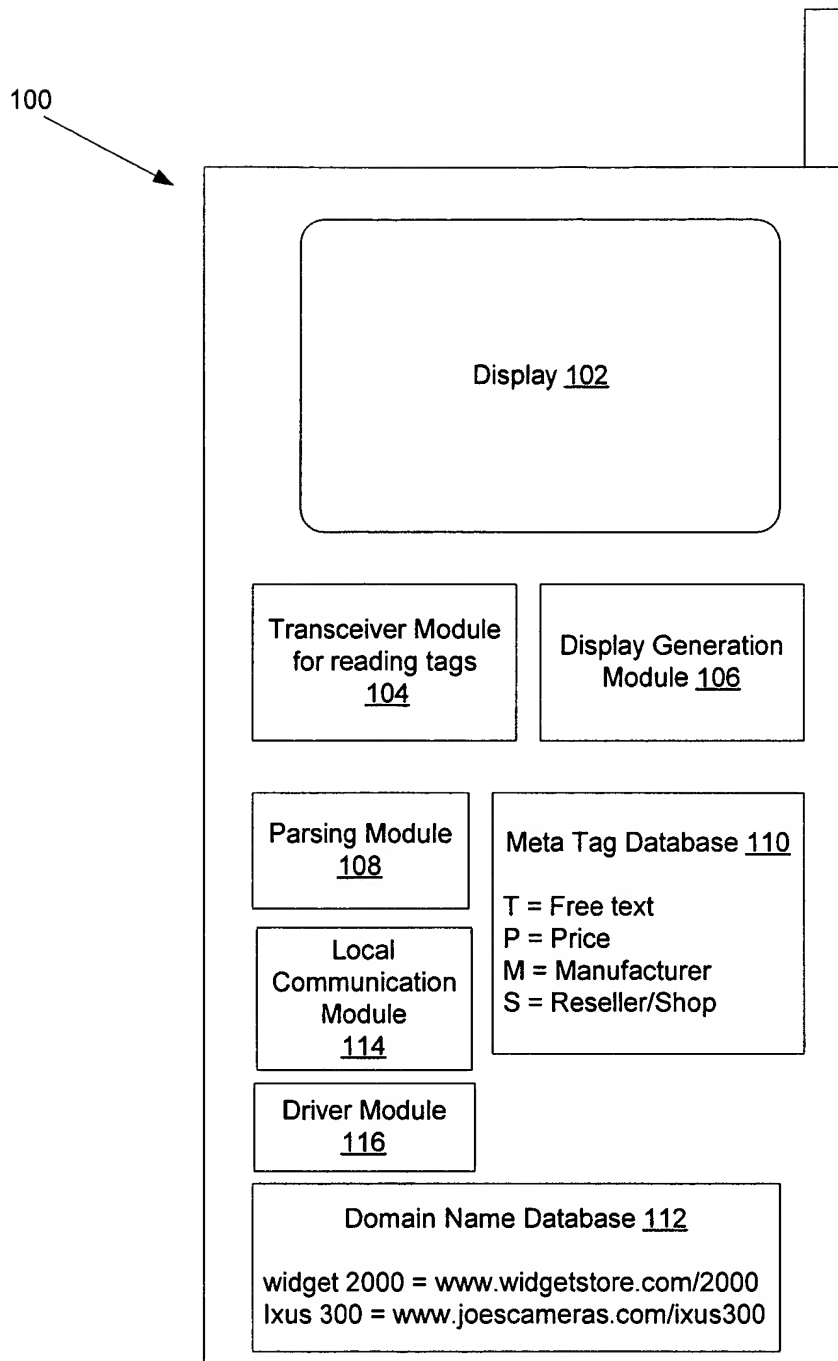 100
Display 102
Transceiver Module
for reading tags
104
Display Generation
Module 106
Parsing Module
108
Meta Tag Database 110
T = Free text
P = Price
M = Manufacturer
S = Reseller/Shop
Local
Communication
Module
114
Driver Module
116
Domain Name Database 112
widget 2000 = www.widgetstore.com/2000
Ixus 300 = www.joescameras.com/ixus300